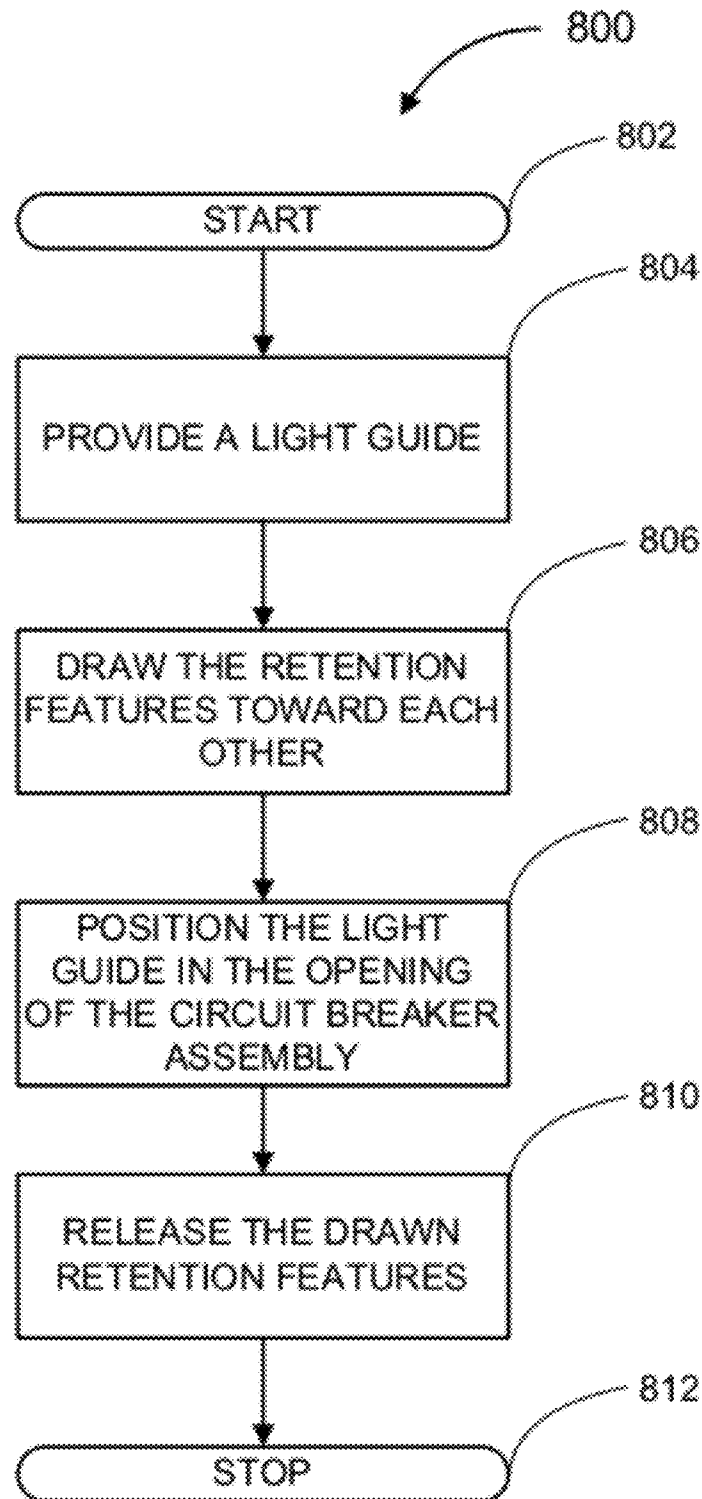 800
802
START
804
PROVIDE A LIGHT GUIDE
806
DRAW THE RETENTION
FEATURES TOWARD EACH
OTHER
808
POSITION THE LIGHT
GUIDE IN THE OPENING
OF THE CIRCUIT BREAKER
ASSEMBLY
810
RELEASE THE DRAWN
RETENTION FEATURES
812
STOP